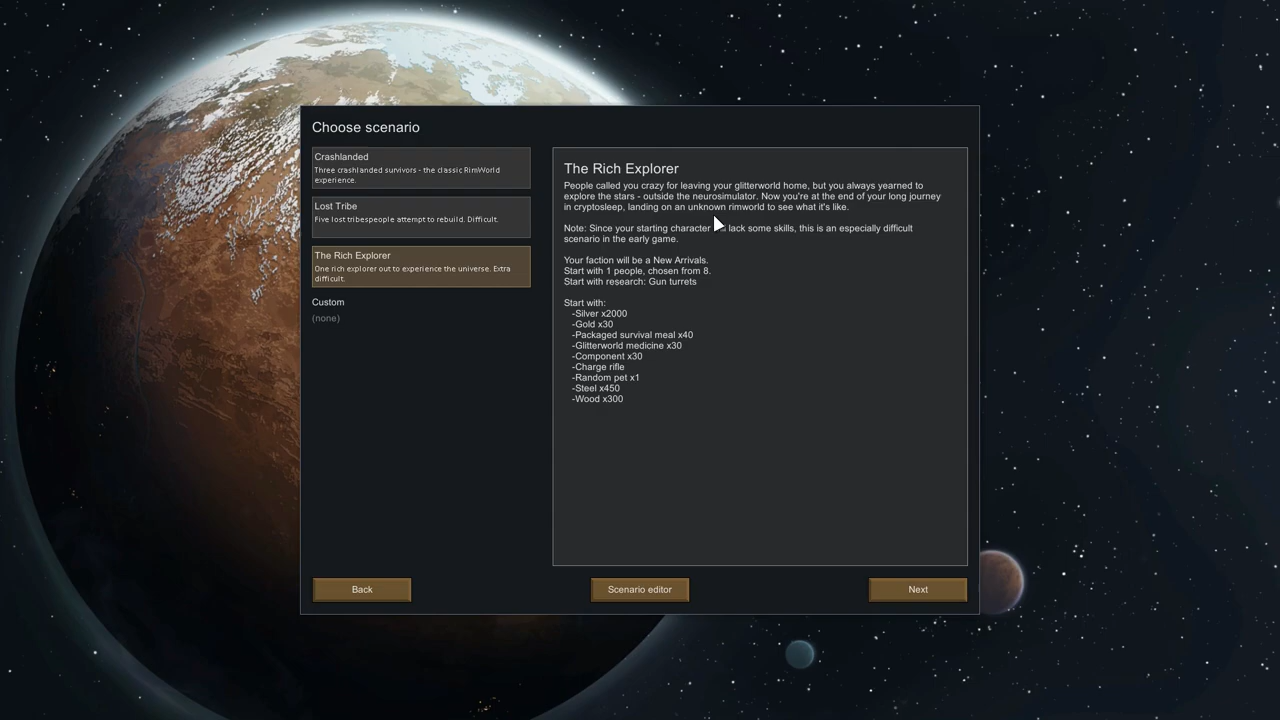 Choose scenario
Crashlanded
Three crashlanded survivors - the classic RimWorld
experience.
Lost Tribe
Five lost tribespeople attempt to rebuild. Difficult.
The Rich Explorer
One rich explorer out to experience the universe. Extra
difficult.
Custom
(none)
The Rich Explorer
People called you crazy for leaving your glitterworld home, but you always yearned to
explore the stars - outside the neurosimulator. Now you're at the end of your long journey
in cryptosleep, landing on an unknown rimworld to see what it's like.
Note: Since your starting character lack some skills, this is an especially difficult
scenario in the early game.
Your faction will be a New Arrivals.
Start with 1 people, chosen from 8.
Start with research: Gun turrets
Start with:
-Silver x2000
-Gold x30
-Packaged survival meal x40
-Glitterworld medicine x30
-Component x30
-Charge rifle
-Random pet x1
-Steel x450
-Wood x300
Back
Scenario editor
Next